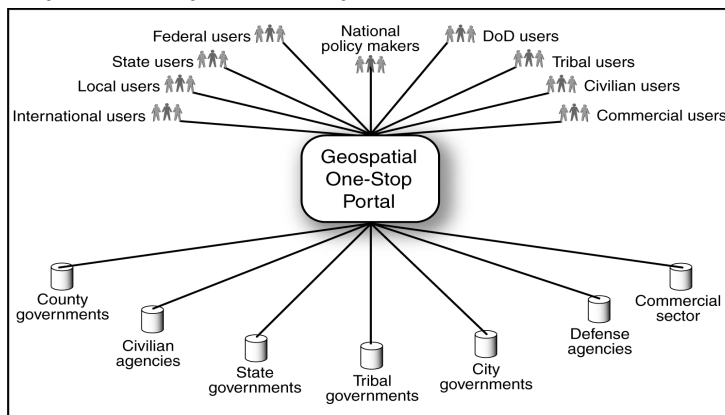 Federal users
National
policy makers
DoD users
State users
Tribal users
Local users
Civilian users
International users
Commercial users
Geospatial
One-Stop
Portal
County
governments
Civilian
agencies
State
governments
Tribal
governments
City
governments
Defense
agencies
Commercial
sector